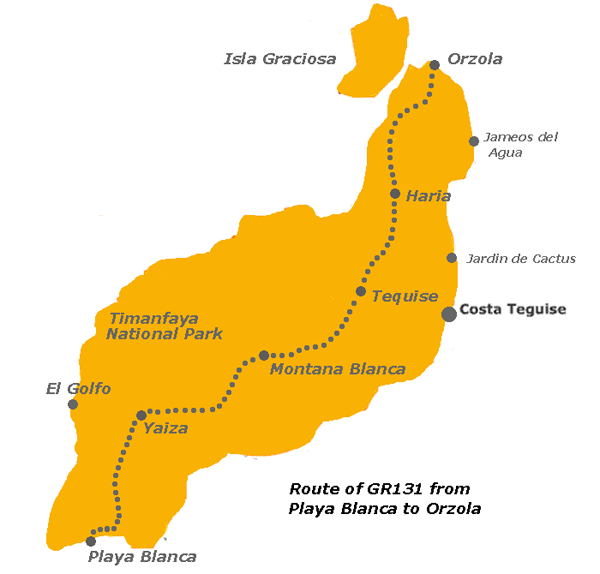 Isla Graciosa
Orzola
Jameos del
Agua
Haria
Jardin de Cactus
Tequise
Costa Teguise
Timanfaya
National Park
Montana Blanca
El Golfo
Yaiza
Route of GR131 from
Playa Blanca to Orzola
Playa Blanca